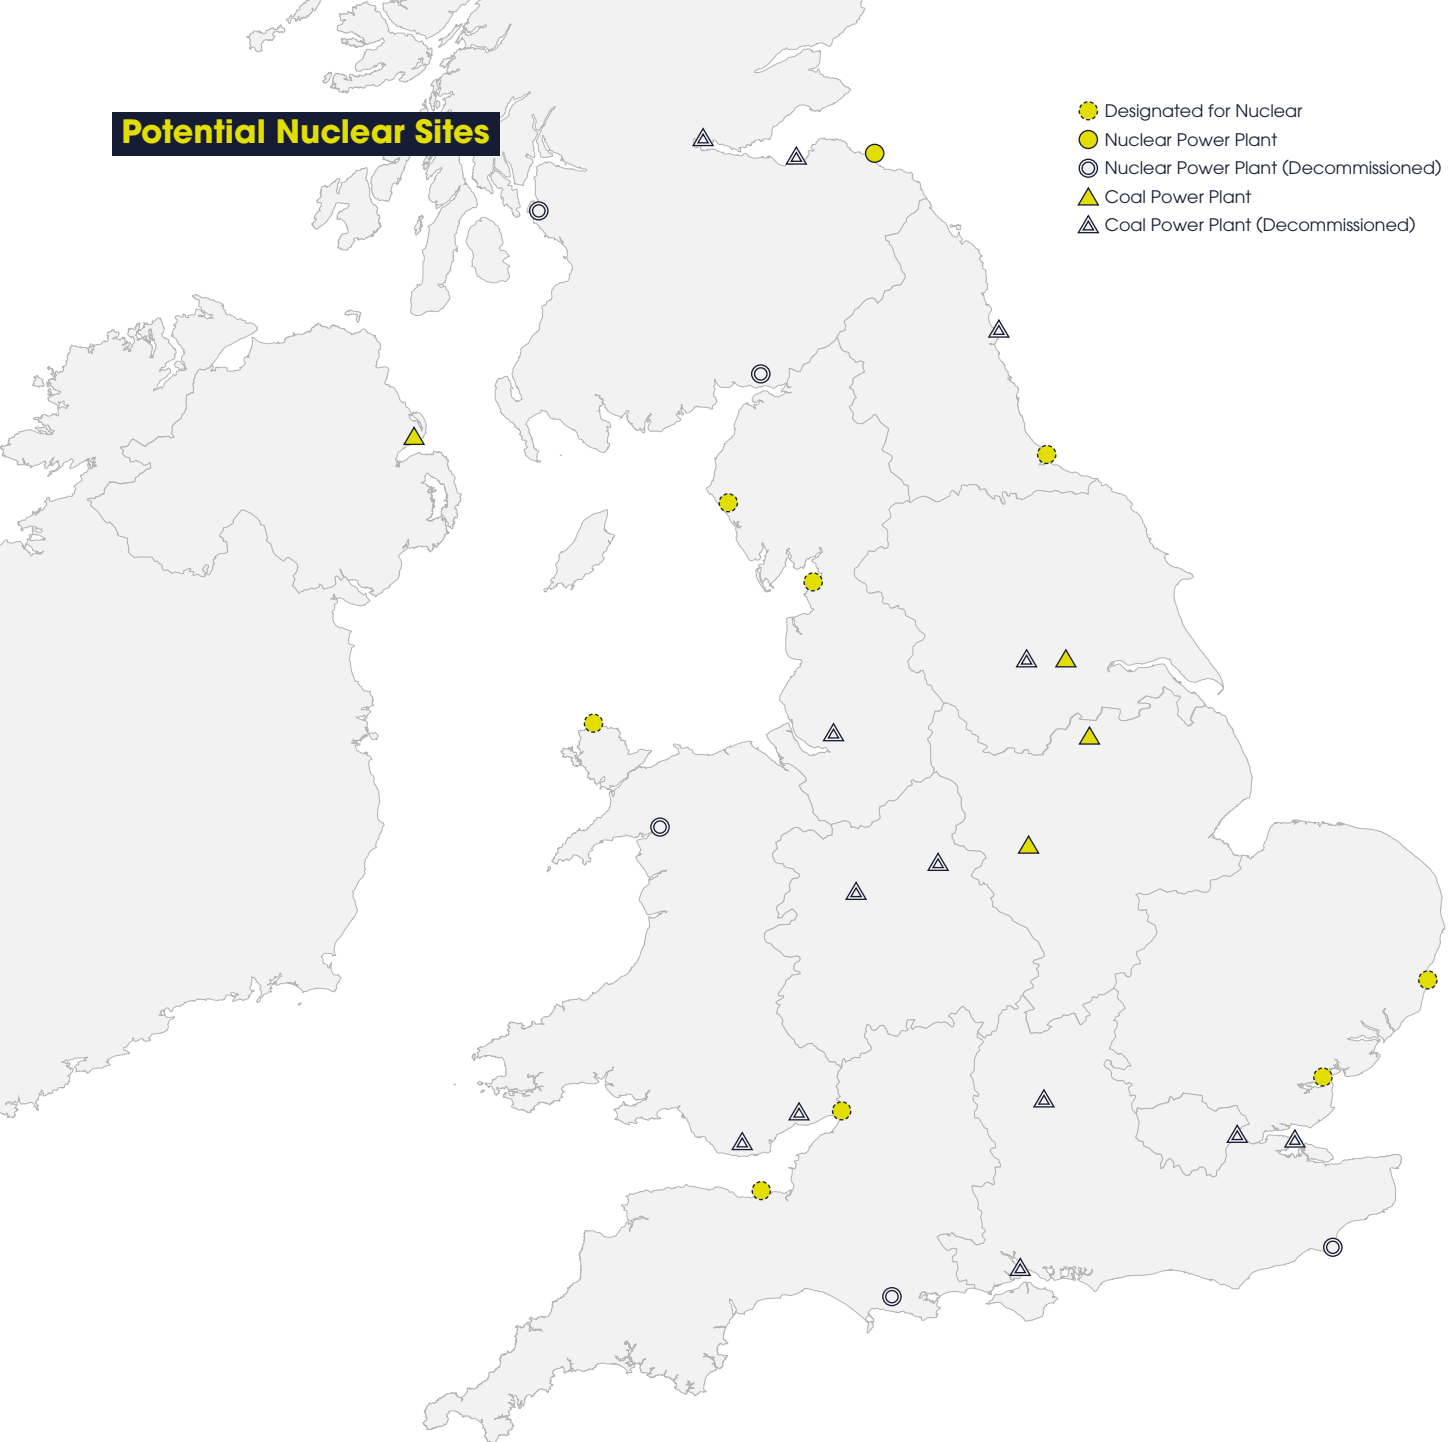 Potential Nuclear Sites
Designated for Nuclear
Nuclear Power Plant
Nuclear Power Plant (Decommissioned)
Coal Power Plant
Coal Power Plant (Decommissioned)